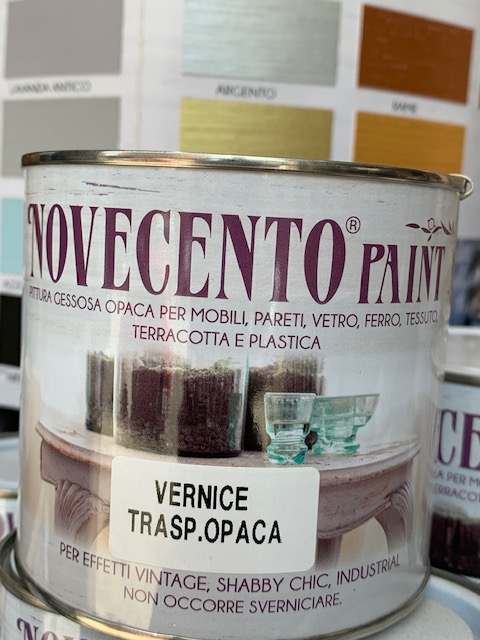 LAVANDA ANTICO
ARGENTO
RAME
NOVECENTO® PAINT
PITTURA GESSOSA OPACA PER MOBILI, PARETI, VETRO, FERRO, TESSUTO,
TERRACOTTA E PLASTICA
VERNICE
TRASP.OPACA
PER EFFETTI VINTAGE, SHABBY CHIC, INDUSTRIAL
NON OCCORRE SVERNICIARE.